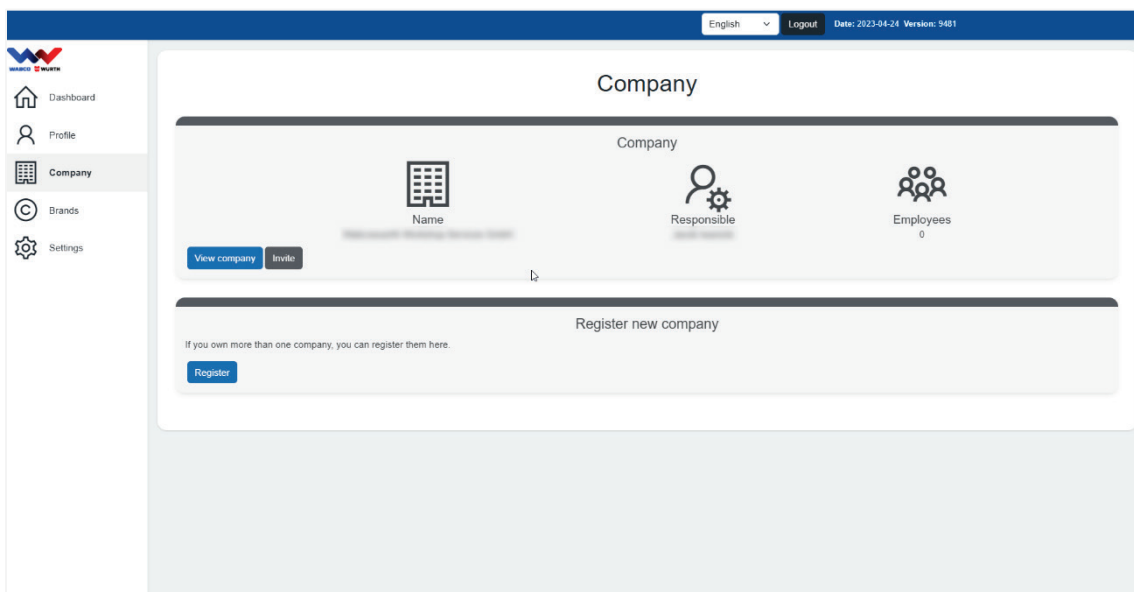 English
Logout
Date: 2023-04-24 Version: 9481
WABCO WURTH
Dashboard
Profile
Company
Brands
Settings
Company
Company
Name
Responsible
Employees
0
View company
Invite
Register new company
If you own more than one company, you can register them here.
Register